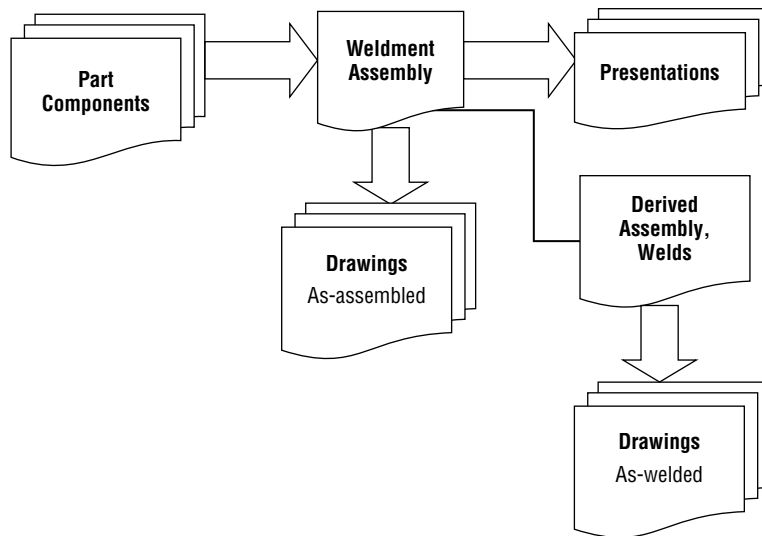 Part
Components
Weldment
Assembly
Presentations
Drawings
As-assembled
Derived
Assembly,
Welds
Drawings
As-welded